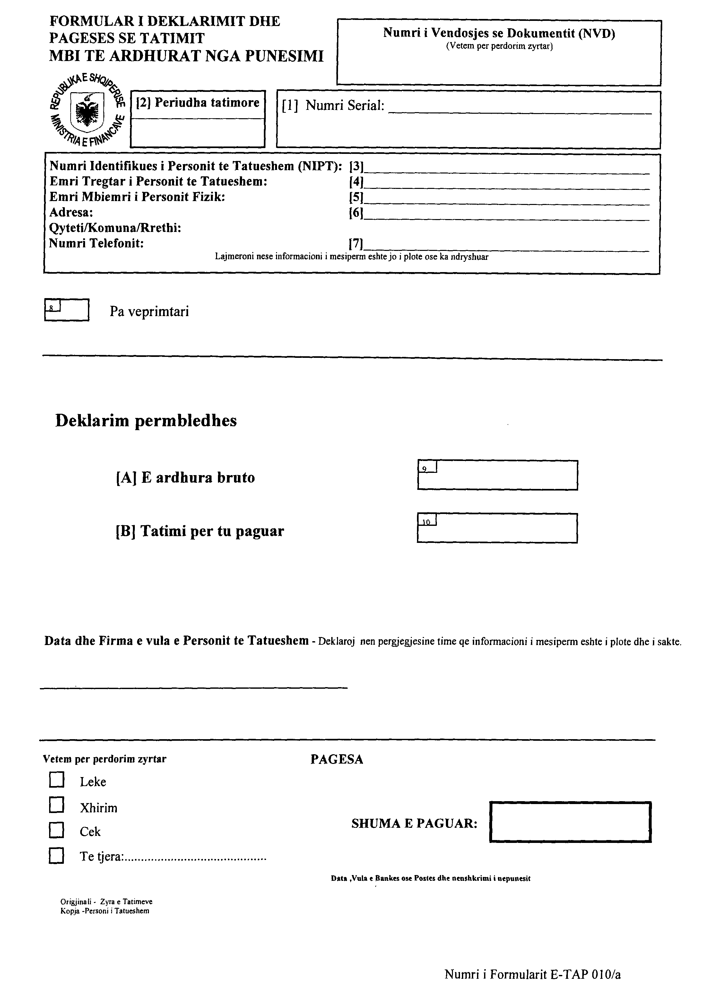 FORMULAR I DEKLARIMIT DHE
PAGESES SE TATIMIT
MBI TE ARDHURAT NGA PUNESIMI
Numri i Vendosjes se Dokumentit (NVD)
(Vetem per perdorim zyrtar)
REPUBLIKA E SHQIPERISE
MINISTRIA E FINANCAVE
[2] Periudha tatimore
[1] Numri Serial:
Numri Identifikues i Personit te Tatueshem (NIPT): [3]
Emri Tregtar i Personit te Tatueshem: [4]
Emri Mbiemri i Personit Fizik: [5]
Adresa: [6]
Qyteti/Komuna/Rrethi:
Numri Telefonit: [7]
Lajmeroni nese informacioni i mesiperm eshte jo i plote ose ka ndryshuar
8 Pa veprimtari
Deklarim permbledhes
[A] E ardhura bruto 9
[B] Tatimi per tu paguar 10
Data dhe Firma e vula e Personit te Tatueshem - Deklaroj nen pergjegjesine time qe informacioni i mesiperm eshte i plote dhe i sakte.
Vetem per perdorim zyrtar
PAGESA
Leke
Xhirim
Cek
Te tjera:...........................................
SHUMA E PAGUAR:
Data ,Vula e Bankes ose Postes dhe nenshkrimi i nepunesit
Origjinali - Zyra e Tatimeve
Kopja -Personi i Tatueshem
Numri i Formularit E-TAP 010/a